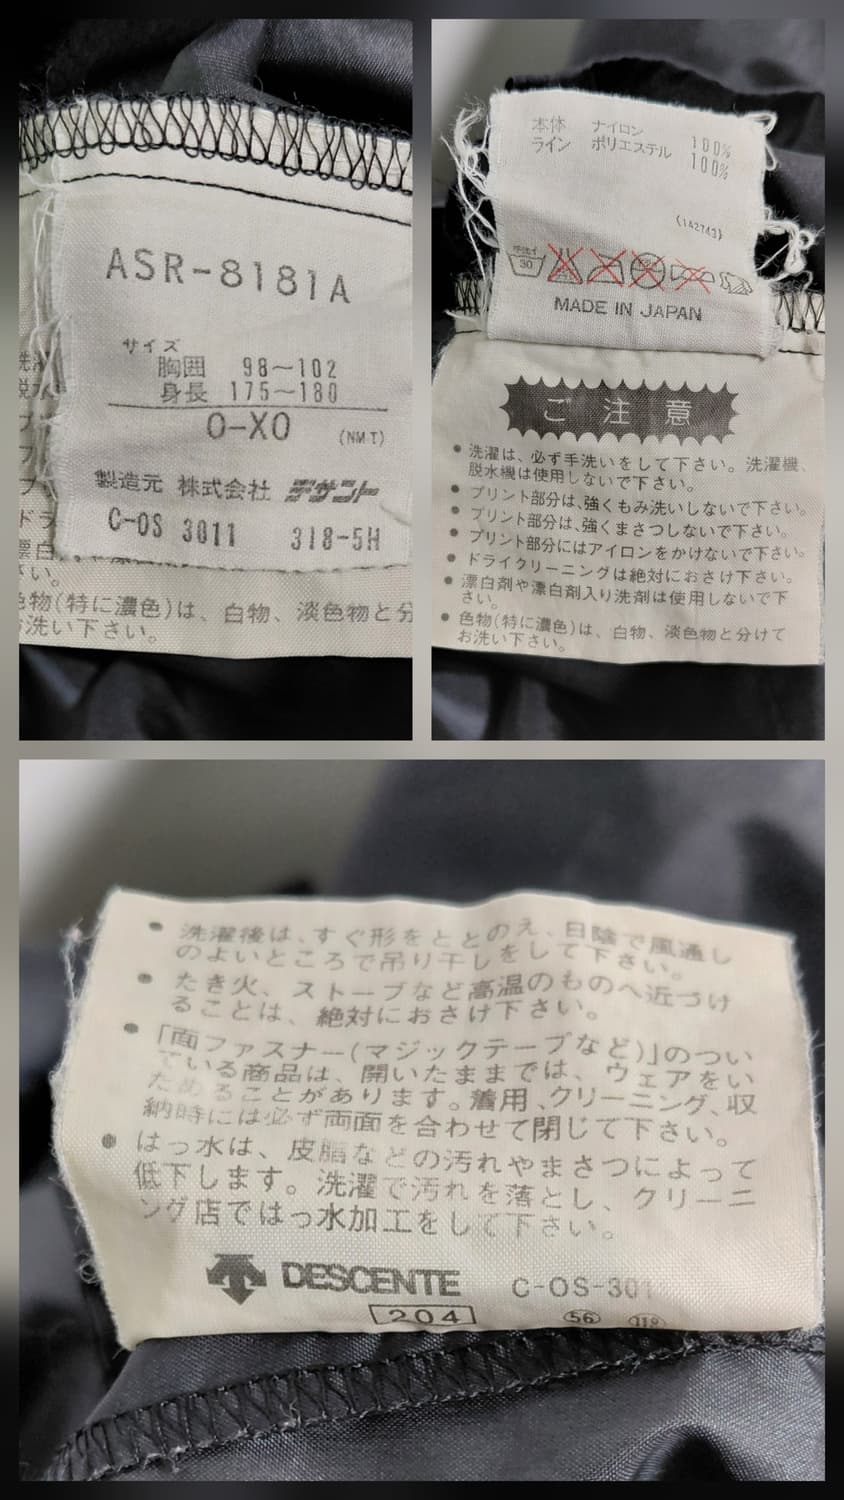 ASR-8181A
サイズ
胸囲 98〜102
身長 175〜180
O-XO (NM-T)
製造元 株式会社 デサント
C-OS 3011 318-5H
さい。
色物(特に濃色)は、白物、淡色物と分
お洗い下さい。
本体 ナイロン 100%
ライン ポリエステル 100%
(142743)
手洗イ
30
MADE IN JAPAN
ご注意
● 洗濯は、必ず手洗いをして下さい。洗濯機、
脱水機は使用しないで下さい。
● プリント部分は、強くもみ洗いしないで下さい。
● プリント部分は、強くまさつしないで下さい。
● プリント部分にはアイロンをかけないで下さい。
● ドライクリーニングは絶対におさけ下さい。
● 漂白剤や漂白剤入り洗剤は使用しないで下
さい。
● 色物(特に濃色)は、白物、淡色物と分けて
お洗い下さい。
● 洗濯後は、すぐ形をととのえ、日陰で風通し
のよいところで吊り干しをして下さい。
● たき火、ストーブなど高温のものへ近づけ
ることは、絶対におさけ下さい。
● 「面ファスナー(マジックテープなど)」のつい
ている商品は、開いたままでは、ウェアをい
ためることがあります。着用、クリーニング、収
納時には必ず両面を合わせて閉じて下さい。
● はっ水は、皮脂などの汚れやまさつによって
低下します。洗濯で汚れを落とし、クリーニ
ング店ではっ水加工をして下さい。
DESCENTE C-OS-301
204 56